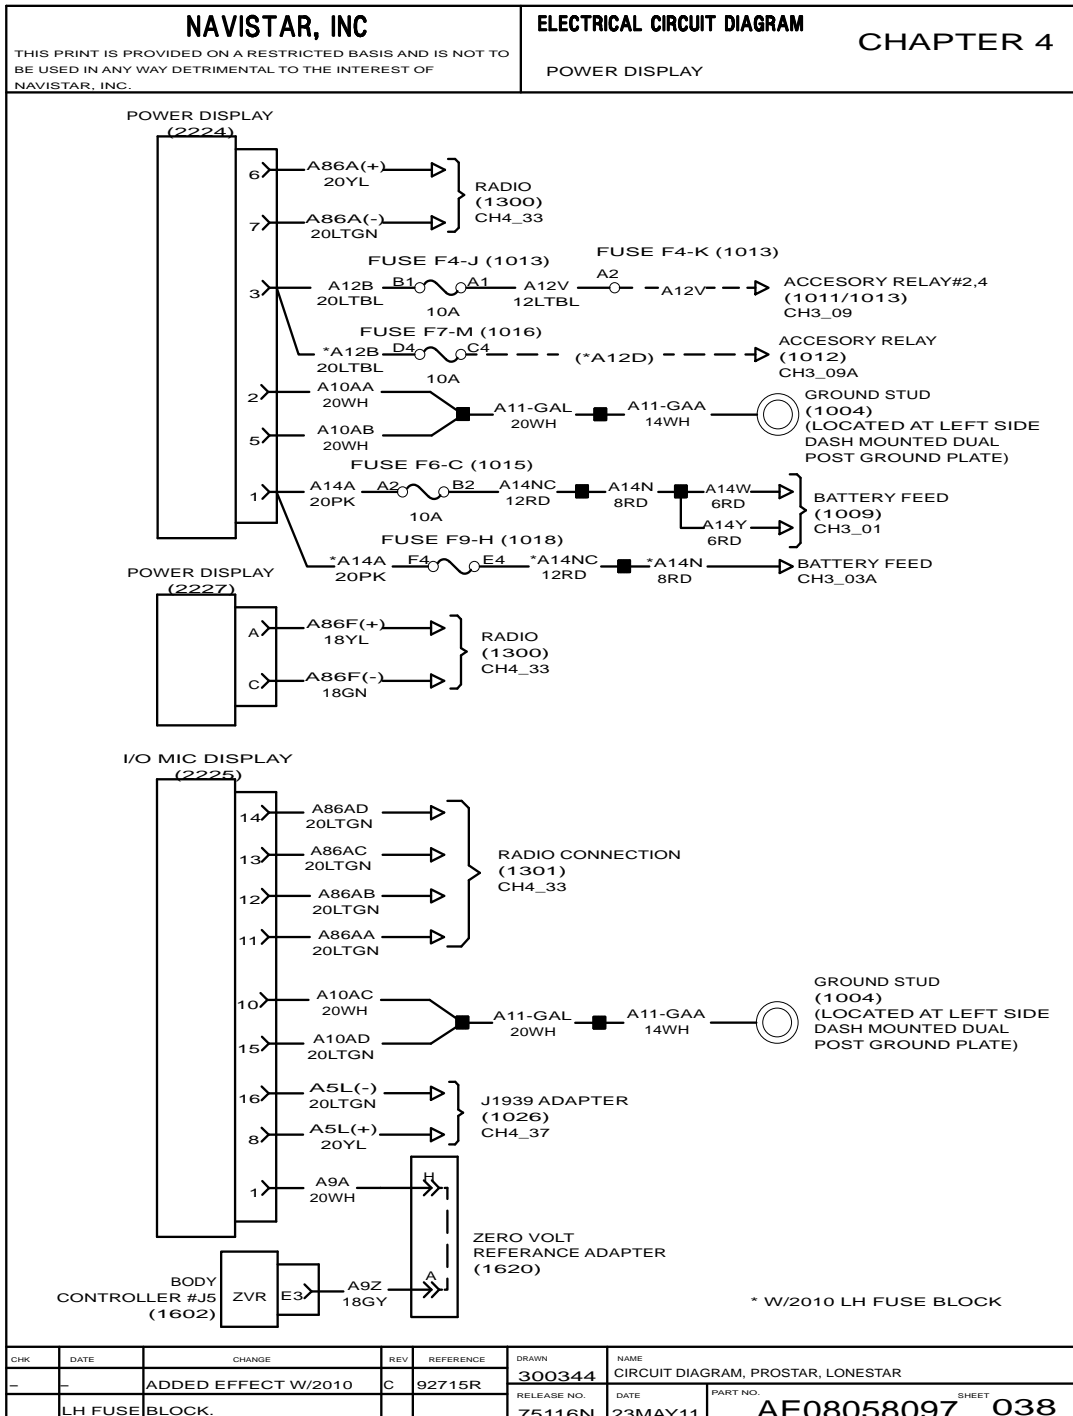 NAVISTAR, INC
THIS PRINT IS PROVIDED ON A RESTRICTED BASIS AND IS NOT TO
BE USED IN ANY WAY DETRIMENTAL TO THE INTEREST OF
NAVISTAR, INC.
ELECTRICAL CIRCUIT DIAGRAM
CHAPTER 4
POWER DISPLAY
POWER DISPLAY
(2224)
6 A86A(+)
20YL
7 A86A(-)
20LTGN
RADIO
(1300)
CH4_33
FUSE F4-J (1013)
FUSE F4-K (1013)
3 A12B B1 A1 A12V A2 A12V
20LTBL 10A 12LTBL
ACCESORY RELAY#2,4
(1011/1013)
CH3_09
FUSE F7-M (1016)
*A12B D4 C4 (*A12D)
20LTBL 10A
ACCESORY RELAY
(1012)
CH3_09A
2 A10AA
20WH
5 A10AB
20WH
A11-GAL A11-GAA
20WH 14WH
GROUND STUD
(1004)
(LOCATED AT LEFT SIDE
DASH MOUNTED DUAL
POST GROUND PLATE)
FUSE F6-C (1015)
1 A14A A2 B2 A14NC A14N A14W
20PK 10A 12RD 8RD 6RD
A14Y
6RD
BATTERY FEED
(1009)
CH3_01
FUSE F9-H (1018)
*A14A F4 E4 *A14NC *A14N
20PK 12RD 8RD
BATTERY FEED
CH3_03A
POWER DISPLAY
(2227)
A A86F(+)
18YL
C A86F(-)
18GN
RADIO
(1300)
CH4_33
I/O MIC DISPLAY
(2225)
14 A86AD
20LTGN
13 A86AC
20LTGN
12 A86AB
20LTGN
11 A86AA
20LTGN
RADIO CONNECTION
(1301)
CH4_33
10 A10AC
20WH
15 A10AD
20LTGN
A11-GAL A11-GAA
20WH 14WH
GROUND STUD
(1004)
(LOCATED AT LEFT SIDE
DASH MOUNTED DUAL
POST GROUND PLATE)
16 A5L(-)
20LTGN
8 A5L(+)
20YL
J1939 ADAPTER
(1026)
CH4_37
1 A9A H
20WH
ZERO VOLT
REFERANCE ADAPTER
(1620)
BODY
CONTROLLER #J5
(1602)
ZVR E3 A9Z A
18GY
* W/2010 LH FUSE BLOCK
CHK DATE CHANGE REV REFERENCE
- - ADDED EFFECT W/2010 C 92715R
LH FUSE BLOCK.
DRAWN
300344
NAME
CIRCUIT DIAGRAM, PROSTAR, LONESTAR
RELEASE NO.
75116N
DATE
23MAY11
PART NO.
AE08058097
SHEET
038